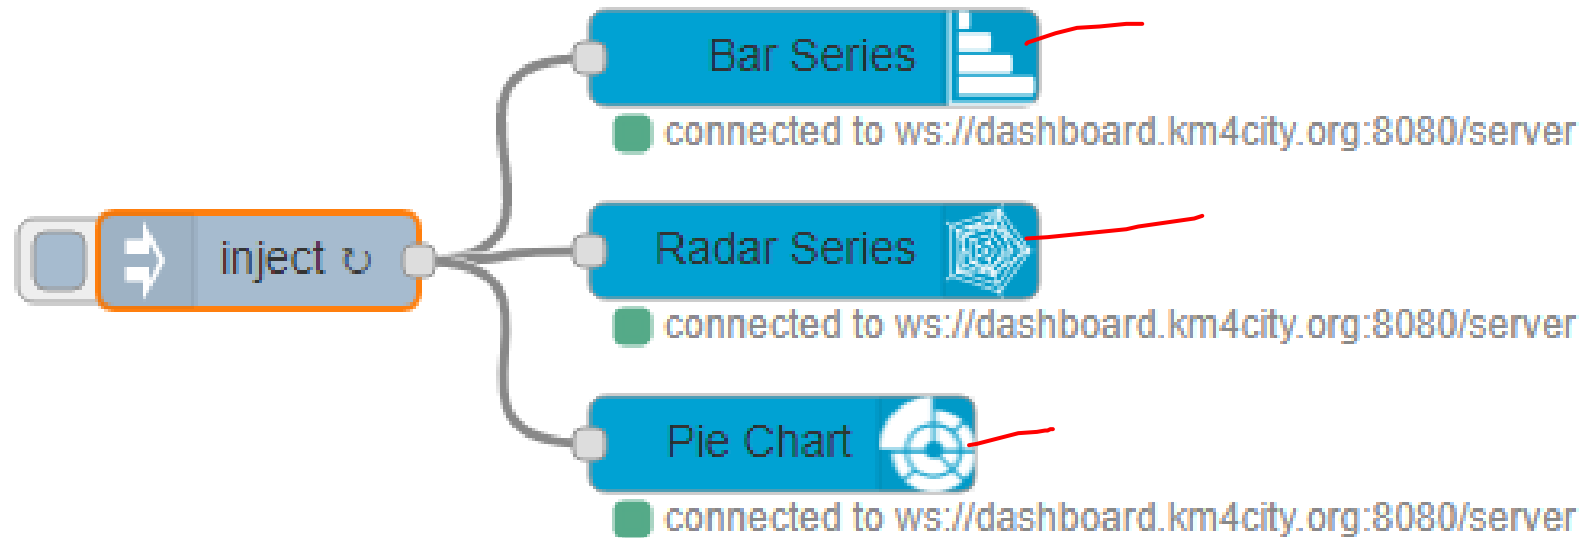 Bar Series
connected to ws://dashboard.km4city.org:8080/server
inject ↻
Radar Series
connected to ws://dashboard.km4city.org:8080/server
Pie Chart
connected to ws://dashboard.km4city.org:8080/server